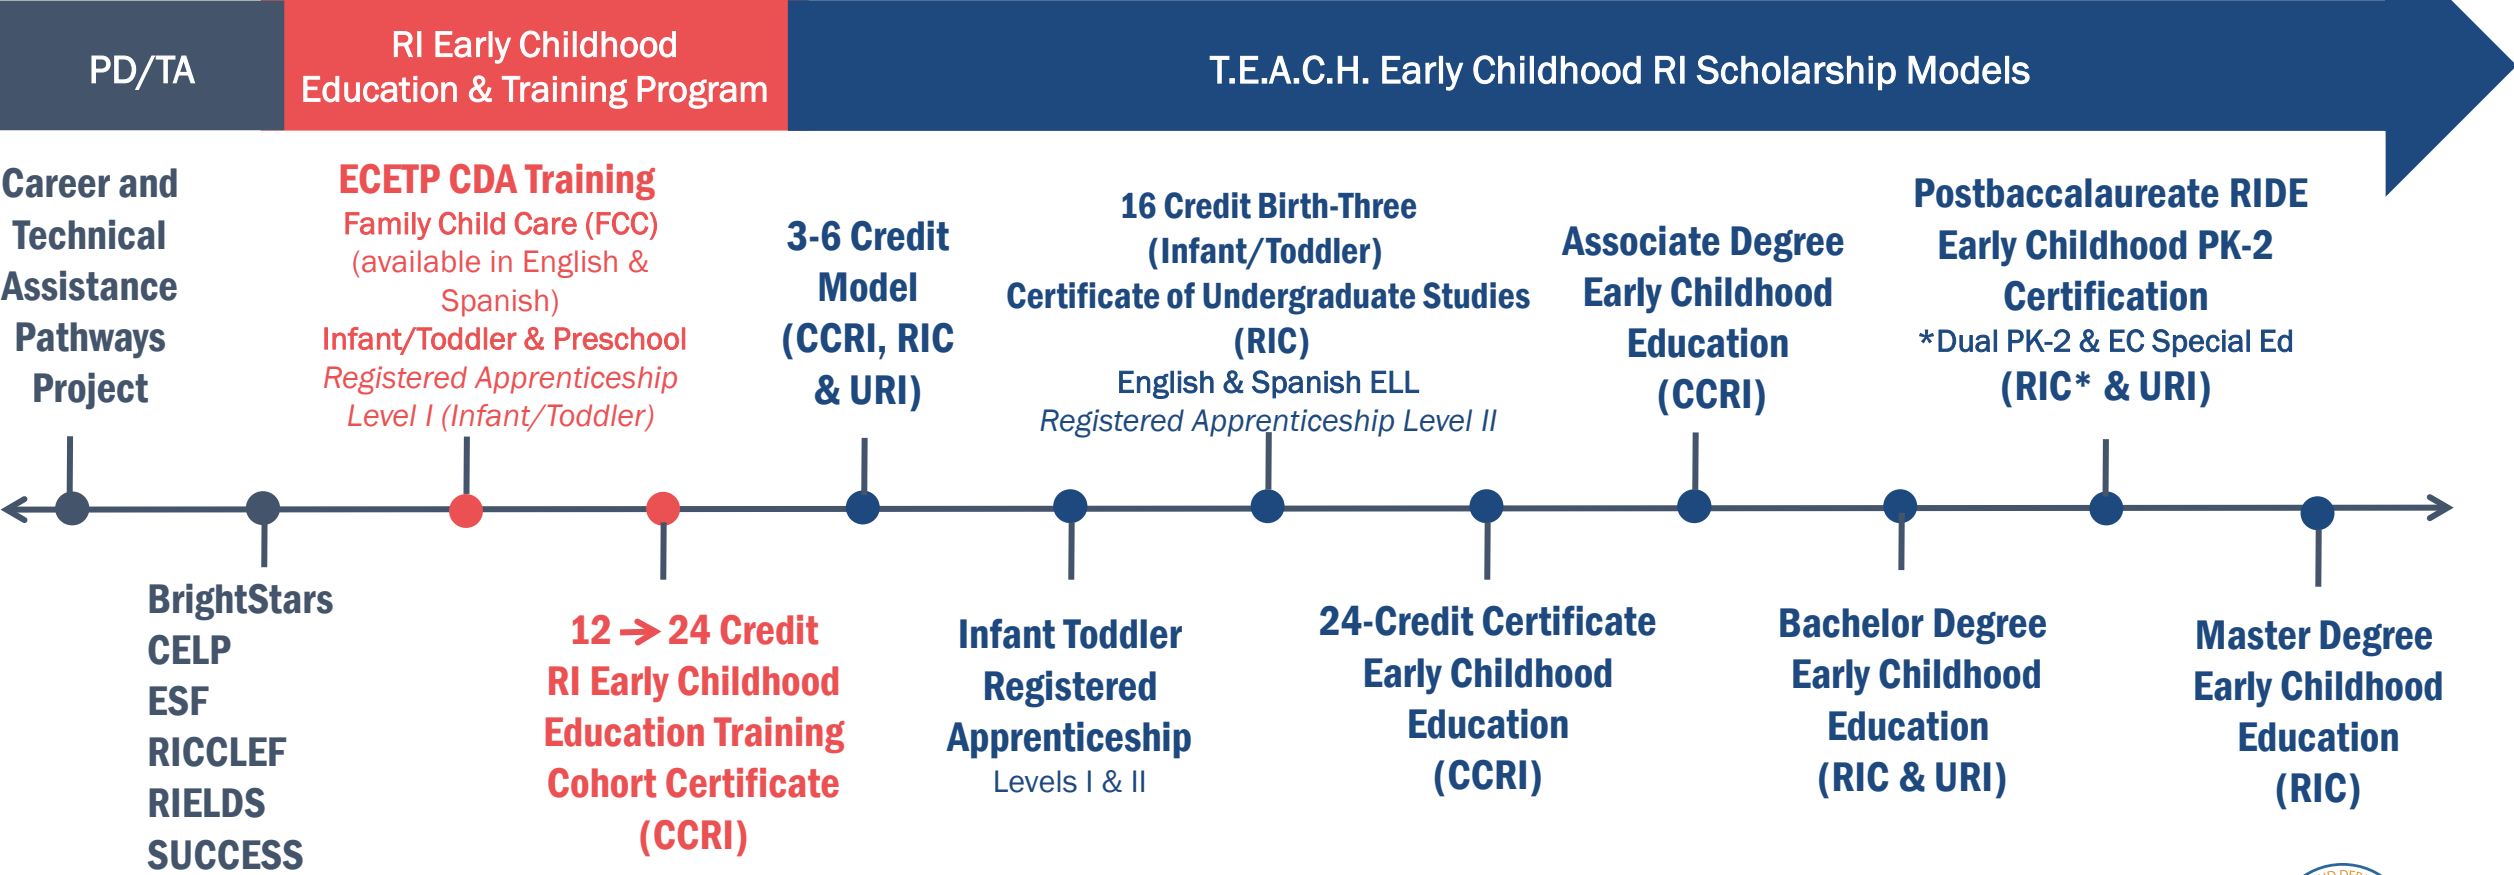 PD/TA
RI Early Childhood
Education & Training Program
T.E.A.C.H. Early Childhood RI Scholarship Models
Career and
Technical
Assistance
Pathways
Project
ECETP CDA Training
Family Child Care (FCC)
(available in English &
Spanish)
Infant/Toddler & Preschool
Registered Apprenticeship
Level I (Infant/Toddler)
3-6 Credit
Model
(CCRI, RIC
& URI)
16 Credit Birth-Three
(Infant/Toddler)
Certificate of Undergraduate Studies
(RIC)
English & Spanish ELL
Registered Apprenticeship Level II
Associate Degree
Early Childhood
Education
(CCRI)
Postbaccalaureate RIDE
Early Childhood PK-2
Certification
*Dual PK-2 & EC Special Ed
(RIC* & URI)
BrightStars
CELP
ESF
RICCLEF
RIELDS
SUCCESS
12 → 24 Credit
RI Early Childhood
Education Training
Cohort Certificate
(CCRI)
Infant Toddler
Registered
Apprenticeship
Levels I & II
24-Credit Certificate
Early Childhood
Education
(CCRI)
Bachelor Degree
Early Childhood
Education
(RIC & URI)
Master Degree
Early Childhood
Education
(RIC)